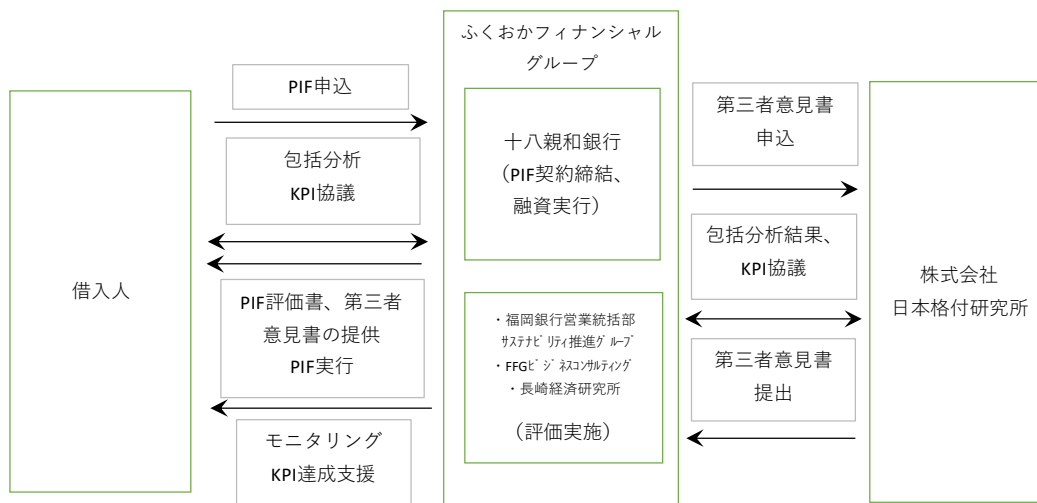 借入人
PIF申込
包括分析
KPI協議
PIF評価書、第三者
意見書の提供
PIF実行
モニタリング
KPI達成支援
ふくおかフィナンシャル
グループ
十八親和銀行
（PIF契約締結、
融資実行）
・福岡銀行営業統括部
ｻｽﾃﾅﾋﾞﾘﾃｨ推進ｸﾞﾙｰﾌﾟ
・FFGﾋﾞｼﾞﾈｽｺﾝｻﾙﾃｨﾝｸﾞ
・長崎経済研究所
（評価実施）
第三者意見書
申込
包括分析結果、
KPI協議
第三者意見書
提出
株式会社
日本格付研究所